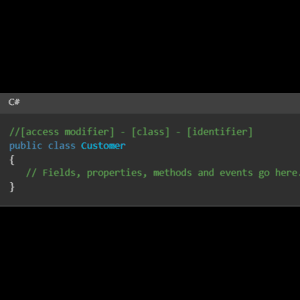 C#
//[access modifier] - [class] - [identifier]
public class Customer
{
// Fields, properties, methods and events go here.
}